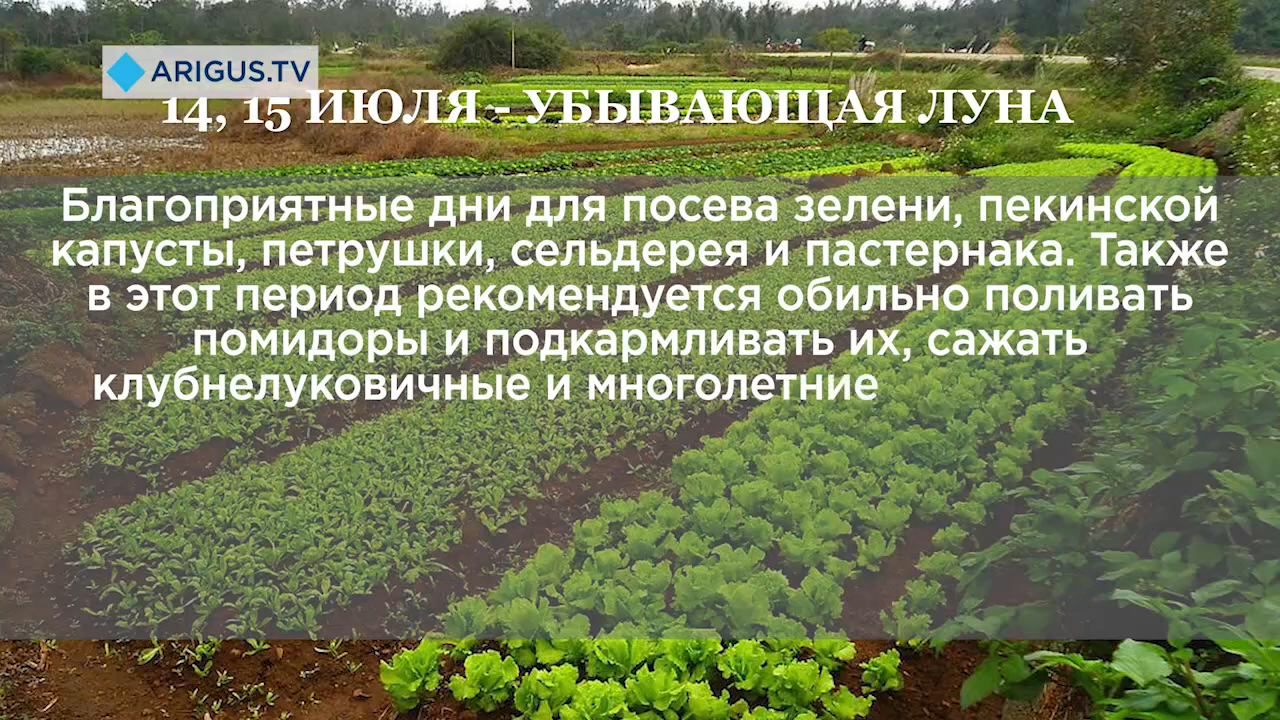 ARIGUS.TV
14, 15 ИЮЛЯ - УБЫВАЮЩАЯ ЛУНА
Благоприятные дни для посева зелени, пекинской
капусты, петрушки, сельдерея и пастернака. Также
в этот период рекомендуется обильно поливать
помидоры и подкармливать их, сажать
клубнелуковичные и многолетние